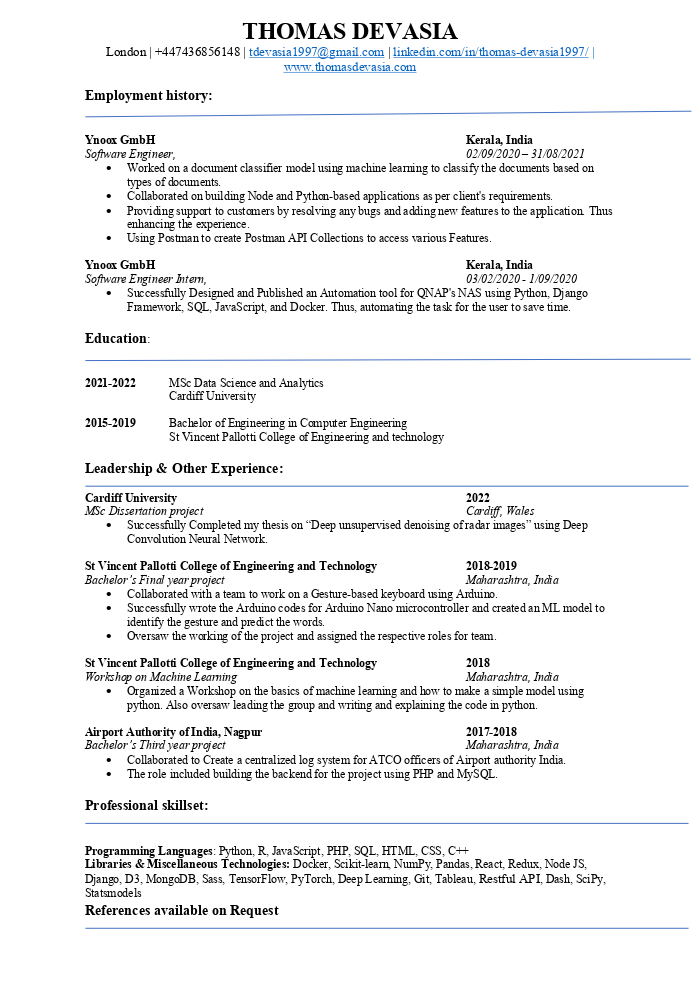 THOMAS DEVASIA
London | +447436856148 | tdevasia1997@gmail.com | linkedin.com/in/thomas-devasia1997/ |
www.thomasdevasia.com
Employment history:
Ynoox GmbH Kerala, India
Software Engineer, 02/09/2020 – 31/08/2021
• Worked on a document classifier model using machine learning to classify the documents based on
types of documents.
• Collaborated on building Node and Python-based applications as per client's requirements.
• Providing support to customers by resolving any bugs and adding new features to the application. Thus
enhancing the experience.
• Using Postman to create Postman API Collections to access various Features.
Ynoox GmbH Kerala, India
Software Engineer Intern, 03/02/2020 - 1/09/2020
• Successfully Designed and Published an Automation tool for QNAP's NAS using Python, Django
Framework, SQL, JavaScript, and Docker. Thus, automating the task for the user to save time.
Education:
2021-2022 MSc Data Science and Analytics
Cardiff University
2015-2019 Bachelor of Engineering in Computer Engineering
St Vincent Pallotti College of Engineering and technology
Leadership & Other Experience:
Cardiff University 2022
MSc Dissertation project Cardiff, Wales
• Successfully Completed my thesis on “Deep unsupervised denoising of radar images” using Deep
Convolution Neural Network.
St Vincent Pallotti College of Engineering and Technology 2018-2019
Bachelor’s Final year project Maharashtra, India
• Collaborated with a team to work on a Gesture-based keyboard using Arduino.
• Successfully wrote the Arduino codes for Arduino Nano microcontroller and created an ML model to
identify the gesture and predict the words.
• Oversaw the working of the project and assigned the respective roles for team.
St Vincent Pallotti College of Engineering and Technology 2018
Workshop on Machine Learning Maharashtra, India
• Organized a Workshop on the basics of machine learning and how to make a simple model using
python. Also oversaw leading the group and writing and explaining the code in python.
Airport Authority of India, Nagpur 2017-2018
Bachelor’s Third year project Maharashtra, India
• Collaborated to Create a centralized log system for ATCO officers of Airport authority India.
• The role included building the backend for the project using PHP and MySQL.
Professional skillset:
Programming Languages: Python, R, JavaScript, PHP, SQL, HTML, CSS, C++
Libraries & Miscellaneous Technologies: Docker, Scikit-learn, NumPy, Pandas, React, Redux, Node JS,
Django, D3, MongoDB, Sass, TensorFlow, PyTorch, Deep Learning, Git, Tableau, Restful API, Dash, SciPy,
Statsmodels
References available on Request